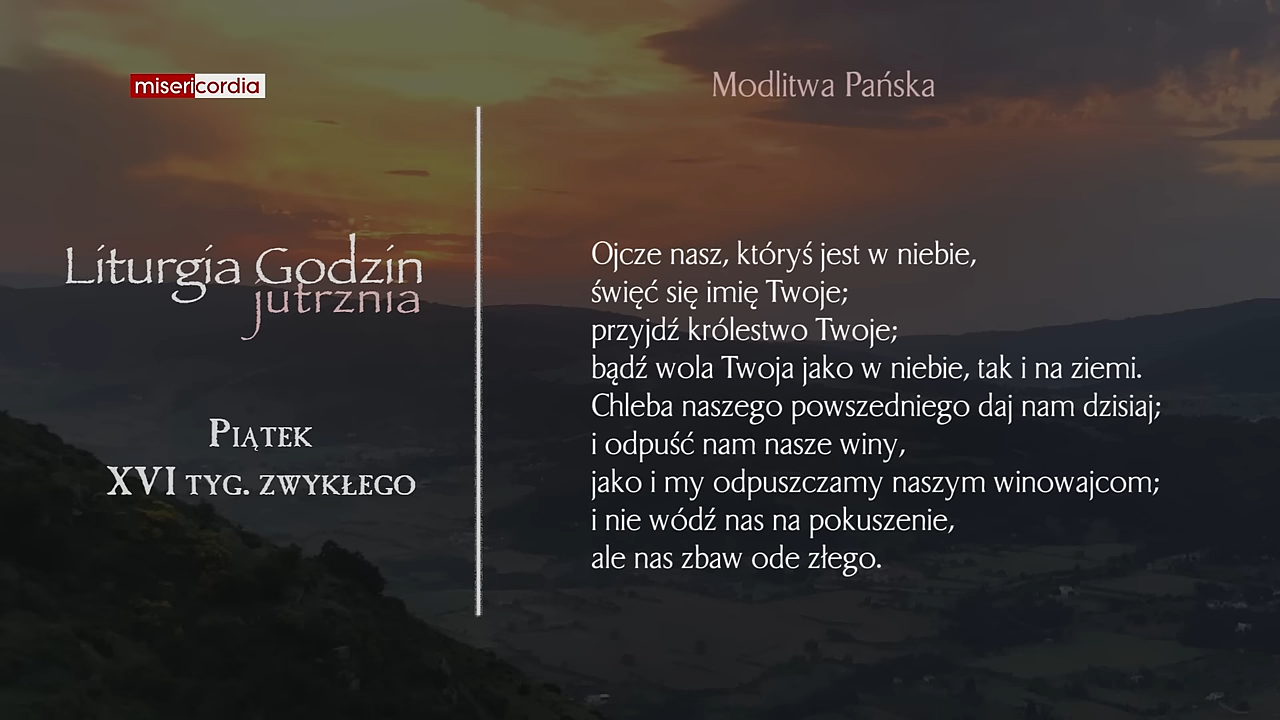 misericordia
Liturgia Godzin
jutrznia
Piątek
XVI tyg. zwykłego
Modlitwa Pańska
Ojcze nasz, któryś jest w niebie,
święć się imię Twoje;
przyjdź królestwo Twoje;
bądź wola Twoja jako w niebie, tak i na ziemi.
Chleba naszego powszedniego daj nam dzisiaj;
i odpuść nam nasze winy,
jako i my odpuszczamy naszym winowajcom;
i nie wódź nas na pokuszenie,
ale nas zbaw ode złego.